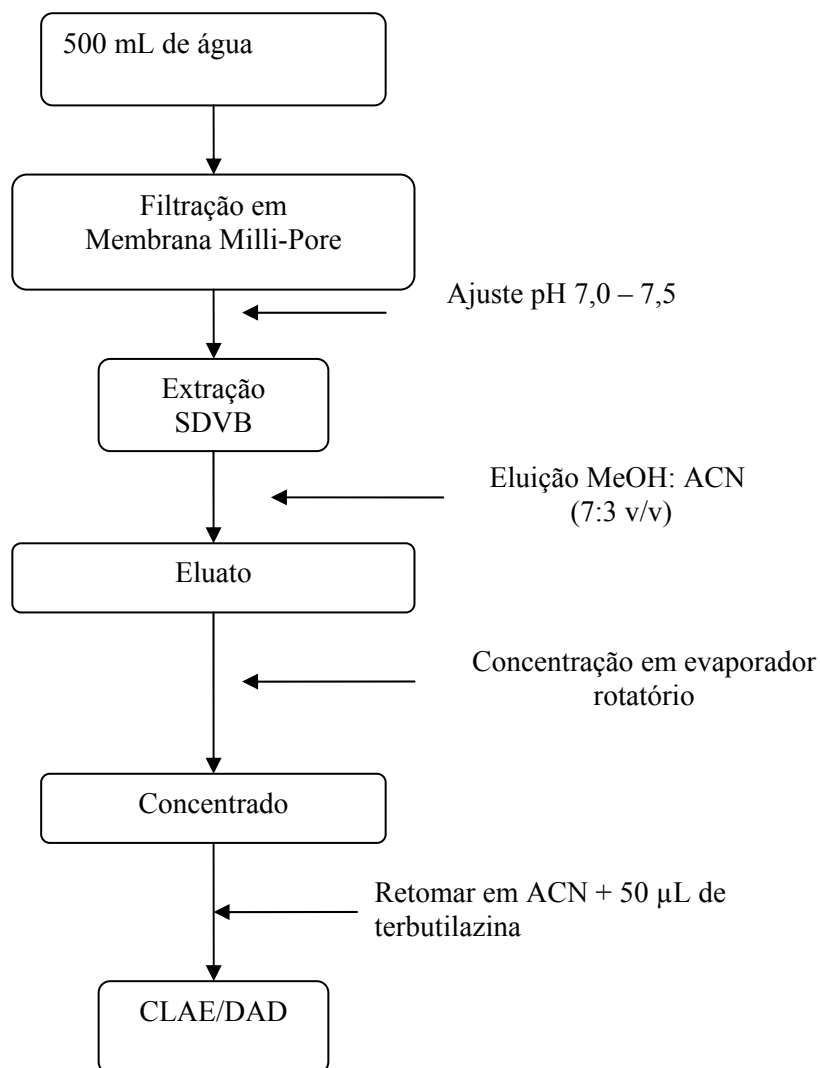 500 mL de água
Filtração em
Membrana Milli-Pore
Ajuste pH 7,0 – 7,5
Extração
SDVB
Eluição MeOH: ACN
(7:3 v/v)
Eluato
Concentração em evaporador
rotatório
Concentrado
Retomar em ACN + 50 µL de
terbutilazina
CLAE/DAD